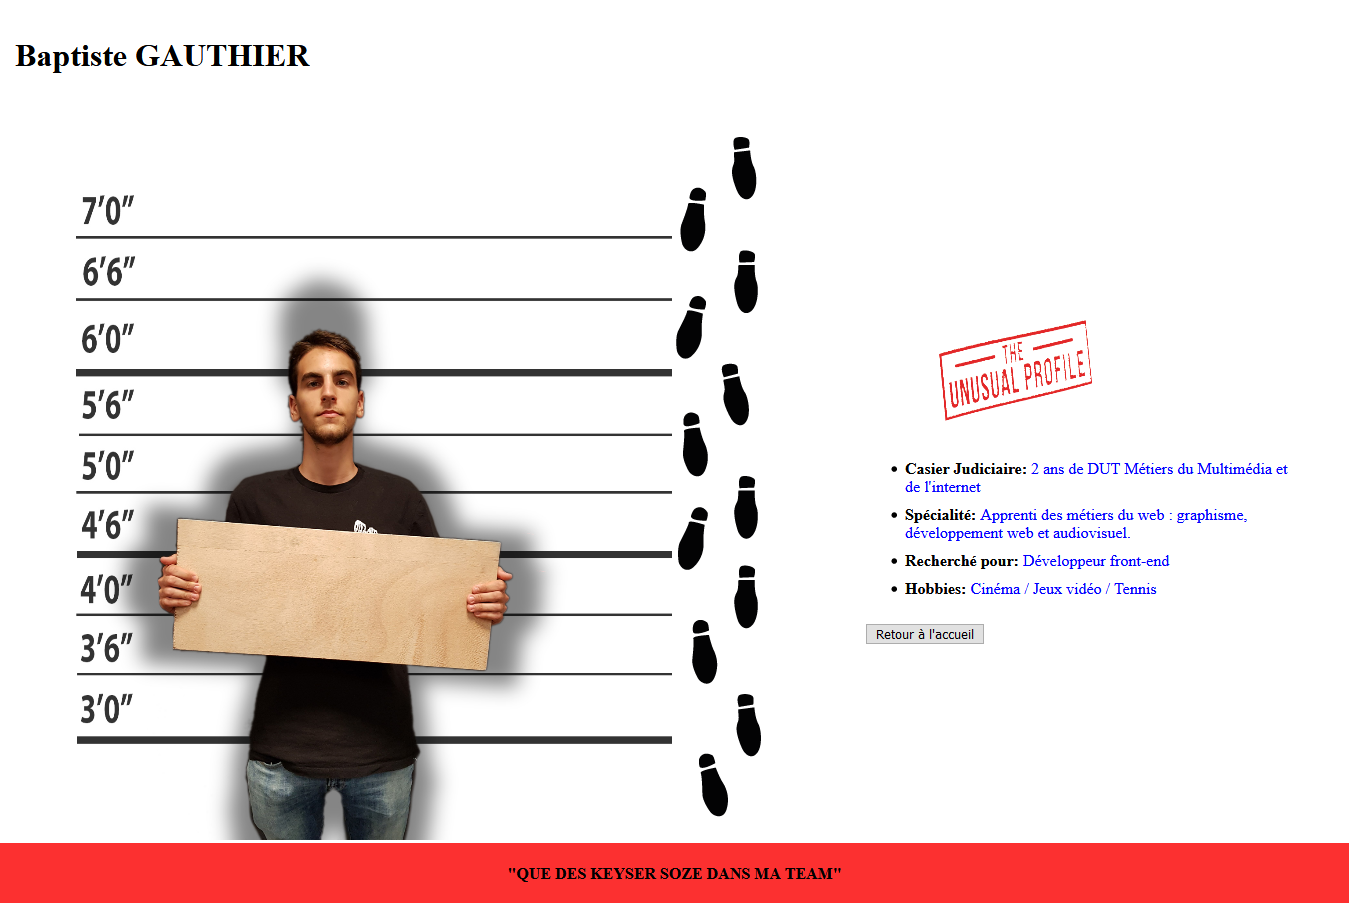 Baptiste GAUTHIER
7'0"
6'6"
6'0"
5'6"
5'0"
4'6"
4'0"
3'6"
3'0"
THE
UNUSUAL PROFILE
Casier Judiciaire: 2 ans de DUT Métiers du Multimédia et
de l'internet
Spécialité: Apprenti des métiers du web : graphisme,
développement web et audiovisuel.
Recherché pour: Développeur front-end
Hobbies: Cinéma / Jeux vidéo / Tennis
Retour à l'accueil
"QUE DES KEYSER SOZE DANS MA TEAM"